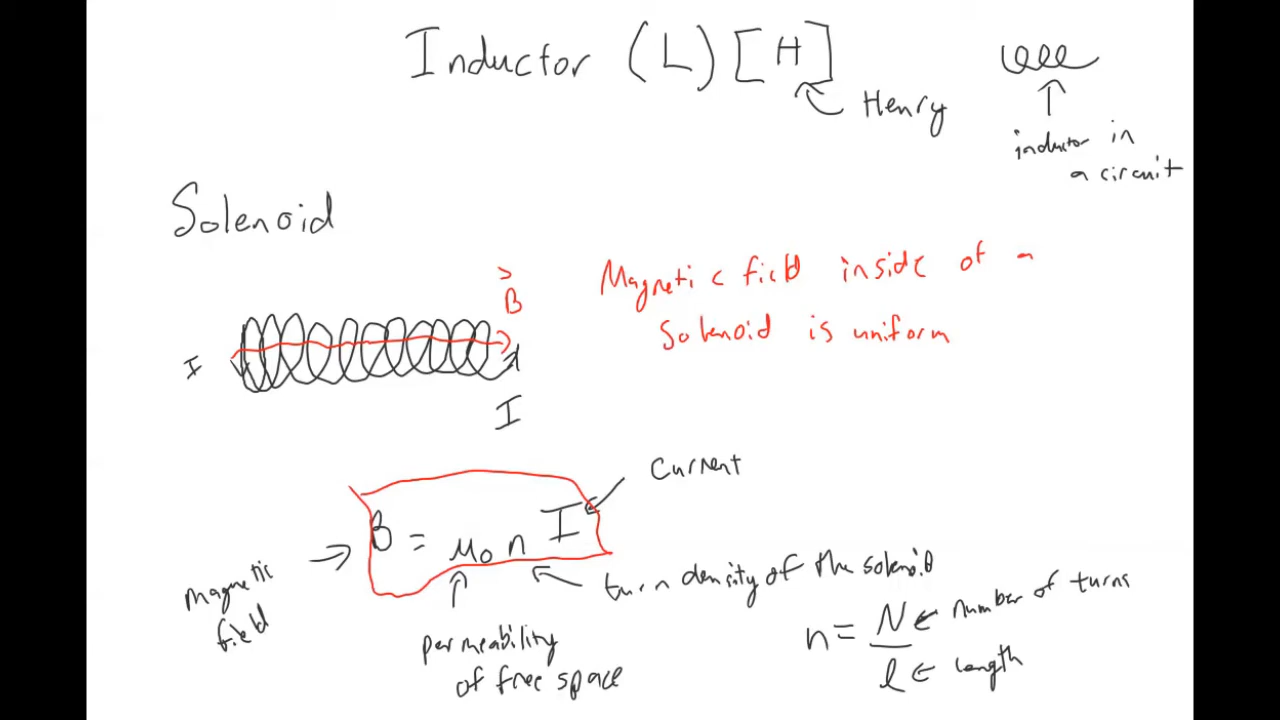 Inductor (L) [H]
Henry
inductor in
a circuit
Solenoid
B
Magnetic field inside of a
Solenoid is uniform
I
I
Current
B = μ₀ n I
magnetic
field
permeability
of free space
turn density of the solenoid
n = N ← number of turns
l ← length